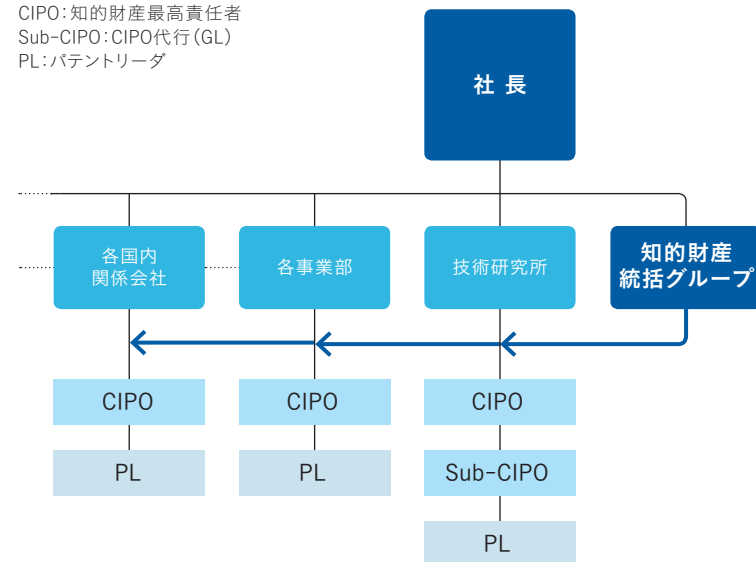 CIPO：知的財産最高責任者
Sub-CIPO：CIPO代行（GL）
PL：パテントリーダ
社 長
各国内
関係会社
各事業部
技術研究所
知的財産
統括グループ
CIPO
CIPO
CIPO
PL
PL
Sub-CIPO
PL